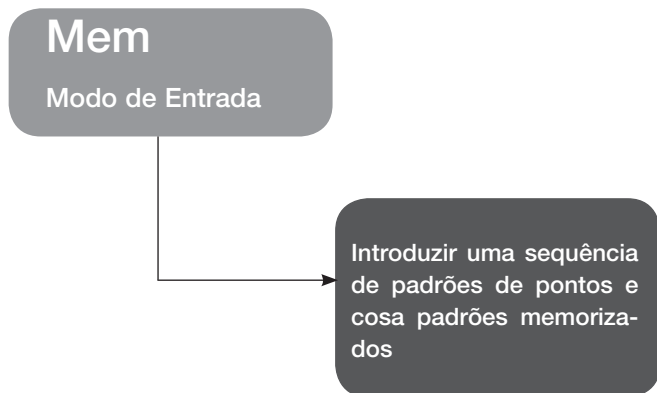 Mem
Modo de Entrada
Introduzir uma sequência
de padrões de pontos e
cosa padrões memoriza-
dos